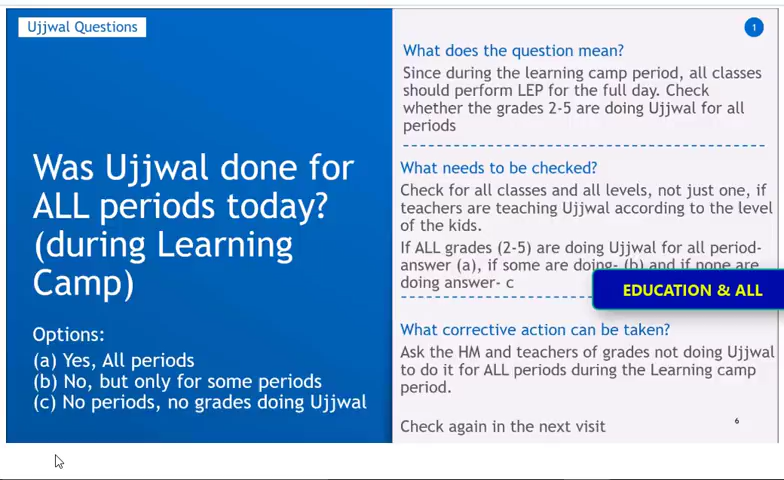 Ujjwal Questions
Was Ujjwal done for
ALL periods today?
(during Learning
Camp)
Options:
(a) Yes, All periods
(b) No, but only for some periods
(c) No periods, no grades doing Ujjwal
1
What does the question mean?
Since during the learning camp period, all classes
should perform LEP for the full day. Check
whether the grades 2-5 are doing Ujjwal for all
periods
What needs to be checked?
Check for all classes and all levels, not just one, if
teachers are teaching Ujjwal according to the level
of the kids.
If ALL grades (2-5) are doing Ujjwal for all period-
answer (a), if some are doing- (b) and if none are
doing answer- c
EDUCATION & ALL
What corrective action can be taken?
Ask the HM and teachers of grades not doing Ujjwal
to do it for ALL periods during the Learning camp
period.
Check again in the next visit
6